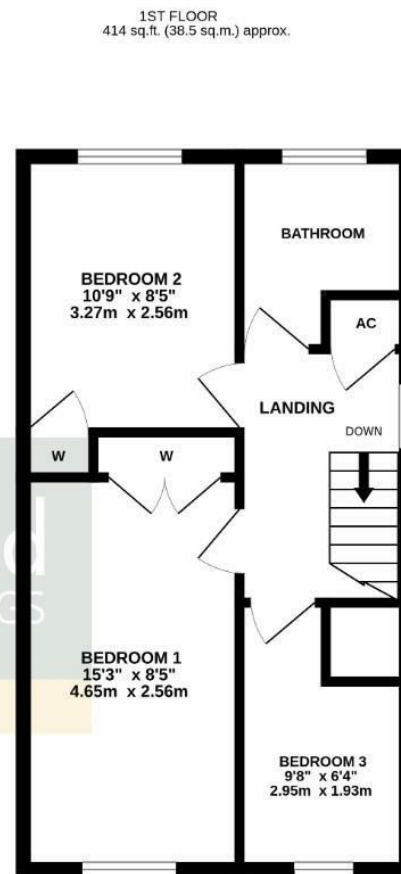 1ST FLOOR
414 sq.ft. (38.5 sq.m.) approx.
BATHROOM
BEDROOM 2
10'9" x 8'5"
3.27m x 2.56m
AC
LANDING
DOWN
W
W
BEDROOM 1
15'3" x 8'5"
4.65m x 2.56m
BEDROOM 3
9'8" x 6'4"
2.95m x 1.93m